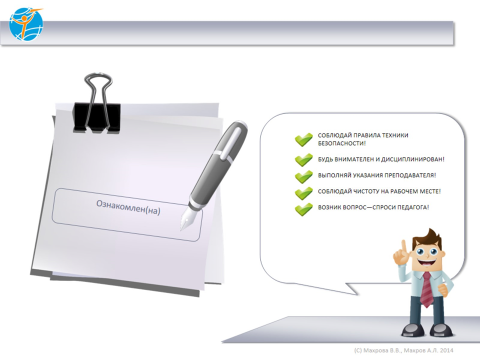 Ознакомлен(на)
СОБЛЮДАЙ ПРАВИЛА ТЕХНИКИ
БЕЗОПАСНОСТИ!
БУДЬ ВНИМАТЕЛЕН И ДИСЦИПЛИНИРОВАН!
ВЫПОЛНЯЙ УКАЗАНИЯ ПРЕПОДАВАТЕЛЯ!
СОБЛЮДАЙ ЧИСТОТУ НА РАБОЧЕМ МЕСТЕ!
ВОЗНИК ВОПРОС—СПРОСИ ПЕДАГОГА!
(С) Махрова В.В., Махров А.Л. 2014